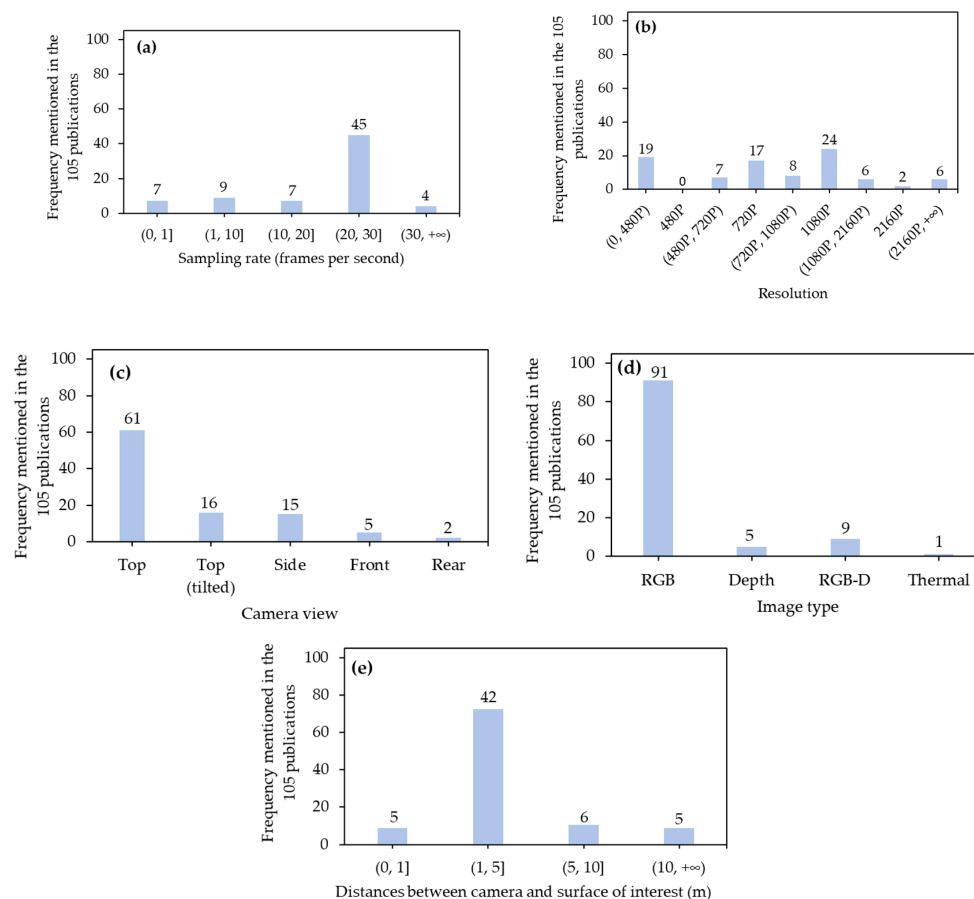 Frequency mentioned in the
105 publications
100
80
60
40
20
0
(a)
7
9
7
45
4
(0, 1]
(1, 10]
(10, 20]
(20, 30]
(30, +∞)
Sampling rate (frames per second)
Frequency mentioned in the 105
publications
100
80
60
40
20
0
(b)
19
0
7
17
8
24
6
2
6
(0, 480P)
480P
(480P, 720P)
720P
(720P, 1080P)
1080P
(1080P, 2160P)
2160P
(2160P, +∞)
Resolution
Frequency mentioned in the
105 publications
100
80
60
40
20
0
(c)
61
16
15
5
2
Top
Top
(tilted)
Side
Front
Rear
Camera view
Frequency mentioned in the
105 publications
100
80
60
40
20
0
(d)
91
5
9
1
RGB
Depth
RGB-D
Thermal
Image type
Frequency mentioned in the
105 publications
100
80
60
40
20
0
(e)
5
42
6
5
(0, 1]
(1, 5]
(5, 10]
(10, +∞)
Distances between camera and surface of interest (m)